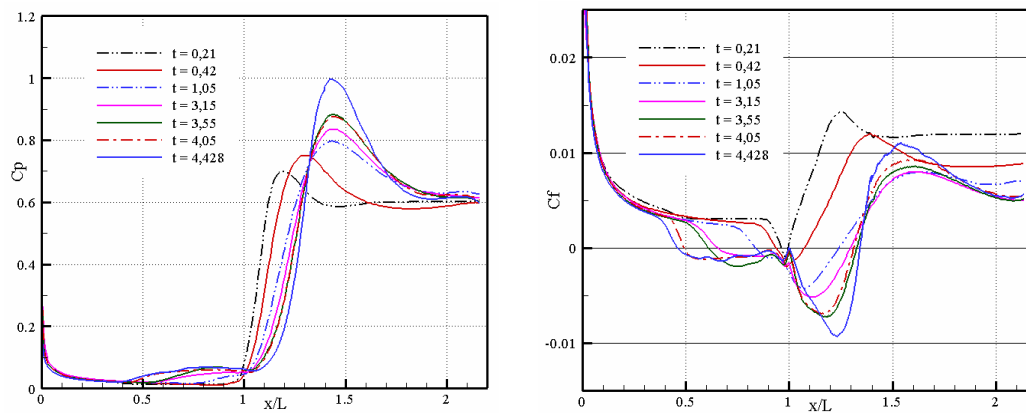 1.2
1
0.8
0.6
0.4
0.2
0
Cp
t = 0,21
t = 0,42
t = 1,05
t = 3,15
t = 3,55
t = 4,05
t = 4,428
0
0.5
1
1.5
2
x/L
0.02
0.01
0
-0.01
Cf
t = 0,21
t = 0,42
t = 1,05
t = 3,15
t = 3,55
t = 4,05
t = 4,428
0
0.5
1
1.5
2
x/L